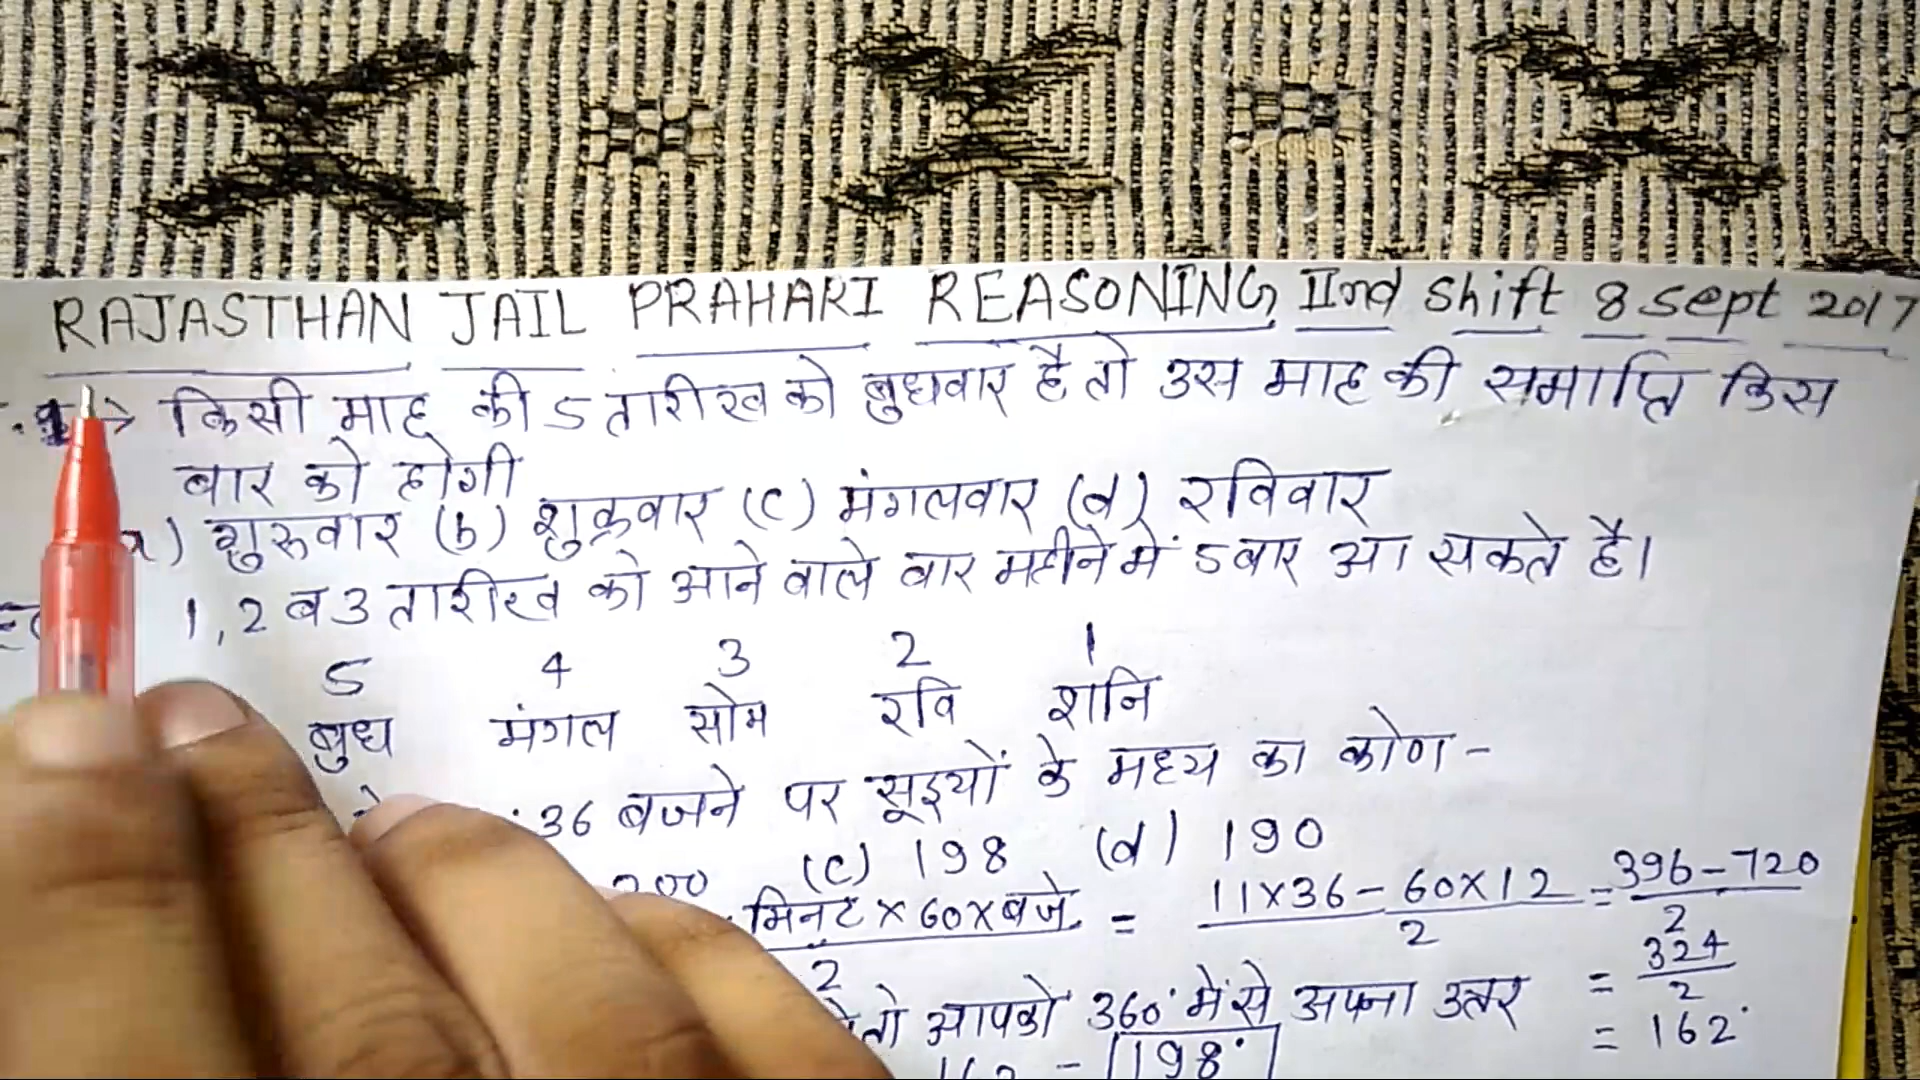 RAJASTHAN JAIL PRAHARI REASONING IInd Shift 8 Sept 2017
1 → किसी माह की 5 तारीख को बुधवार है तो उस माह की समाप्ति किस
बार को होगी
a) गुरुवार (b) शुक्रवार (c) मंगलवार (d) रविवार
1, 2 व 3 तारीख को आने वाले वार महीने में 5 बार आ सकते है।
5 4 3 2 1
बुध मंगल सोम रवि शनि
:36 बजने पर सूइयों के मध्य का कोण -
200 (c) 198 (d) 190
मिनट × 60 × बजे / 2 = 11×36 - 60×12 / 2 = 396 - 720 / 2
= 324 / 2
तो आपको 360° में से अपना उत्तर = 162°
162 - 198°